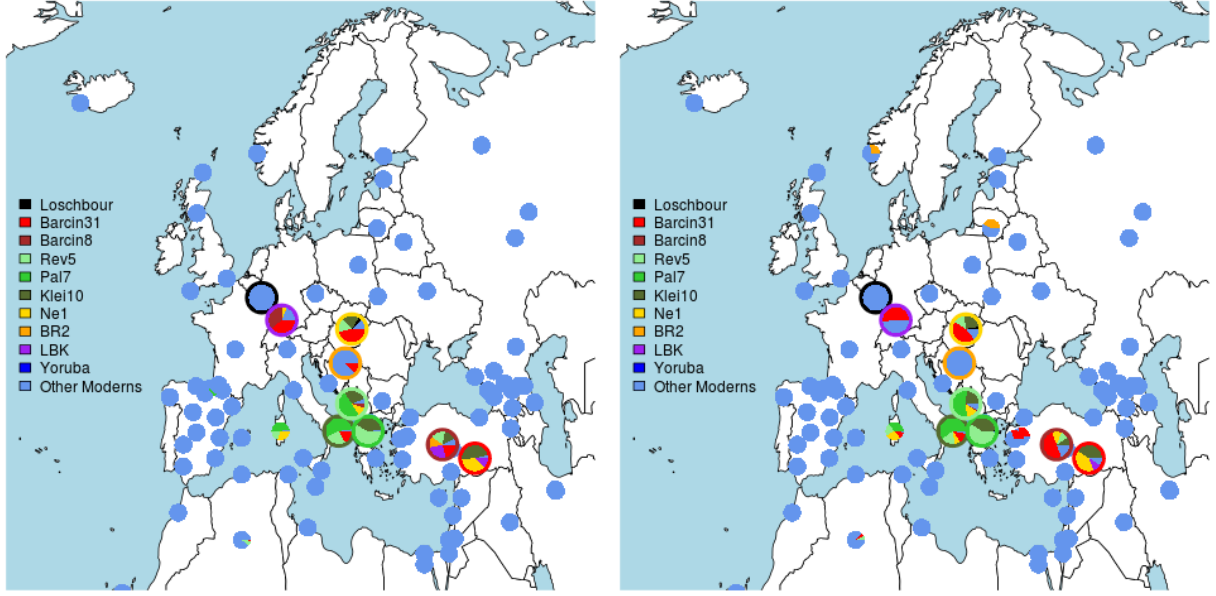 Loschbour
Barcin31
Barcin8
Rev5
Pal7
Klei10
Ne1
BR2
LBK
Yoruba
Other Moderns
Loschbour
Barcin31
Barcin8
Rev5
Pal7
Klei10
Ne1
BR2
LBK
Yoruba
Other Moderns